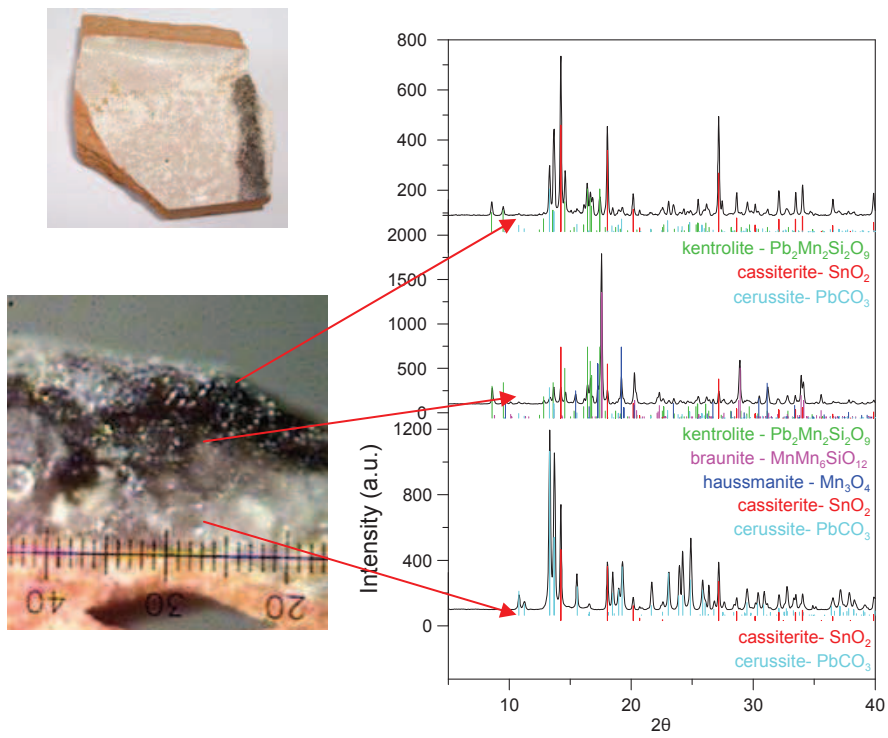 800
600
400
200
kentrolite - Pb₂Mn₂Si₂O₉
cassiterite- SnO₂
cerussite- PbCO₃
2000
1500
1000
500
0
kentrolite - Pb₂Mn₂Si₂O₉
braunite - MnMn₆SiO₁₂
haussmanite - Mn₃O₄
cassiterite- SnO₂
cerussite- PbCO₃
1200
800
400
0
cassiterite- SnO₂
cerussite- PbCO₃
Intensity (a.u.)
10 20 30 40
2θ
40 30 20